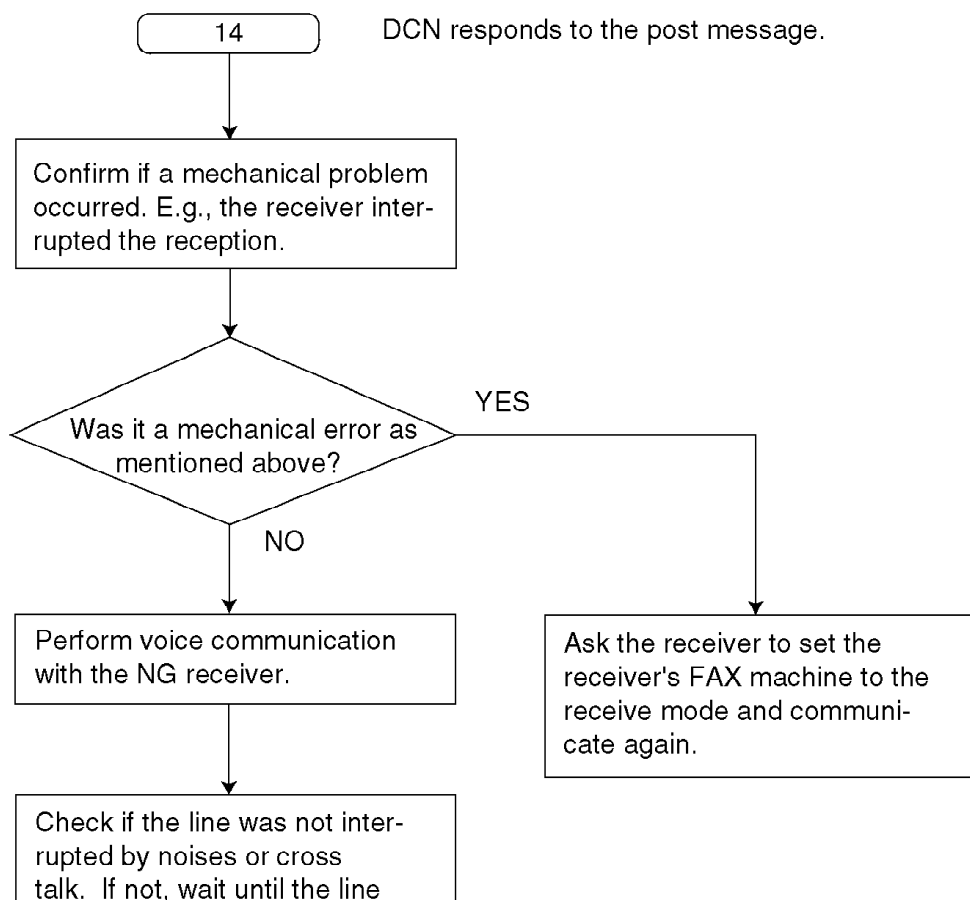 14
DCN responds to the post message.
Confirm if a mechanical problem
occurred. E.g., the receiver inter-
rupted the reception.
Was it a mechanical error as
mentioned above?
YES
NO
Perform voice communication
with the NG receiver.
Ask the receiver to set the
receiver's FAX machine to the
receive mode and communi-
cate again.
Check if the line was not inter-
rupted by noises or cross
talk.  If not, wait until the line